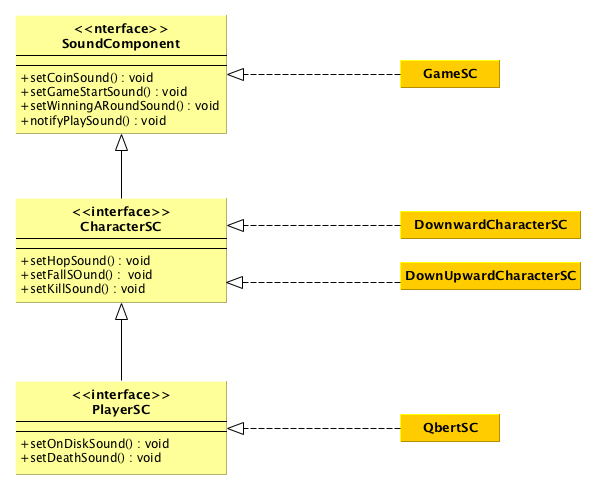 <<nterface>>
SoundComponent
+setCoinSound() : void
+setGameStartSound() : void
+setWinningARoundSound() : void
+notifyPlaySound() : void
GameSC
<<interface>>
CharacterSC
+setHopSound() : void
+setFallSOund() :  void
+setKillSound() : void
DownwardCharacterSC
DownUpwardCharacterSC
<<interface>>
PlayerSC
+setOnDiskSound() : void
+setDeathSound() : void
QbertSC